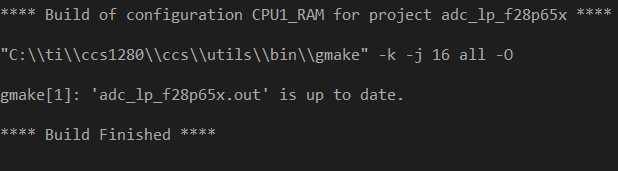 **** Build of configuration CPU1_RAM for project adc_lp_f28p65x ****
"C:\\ti\\ccs1280\\ccs\\utils\\bin\\gmake" -k -j 16 all -O
gmake[1]: 'adc_lp_f28p65x.out' is up to date.
**** Build Finished ****